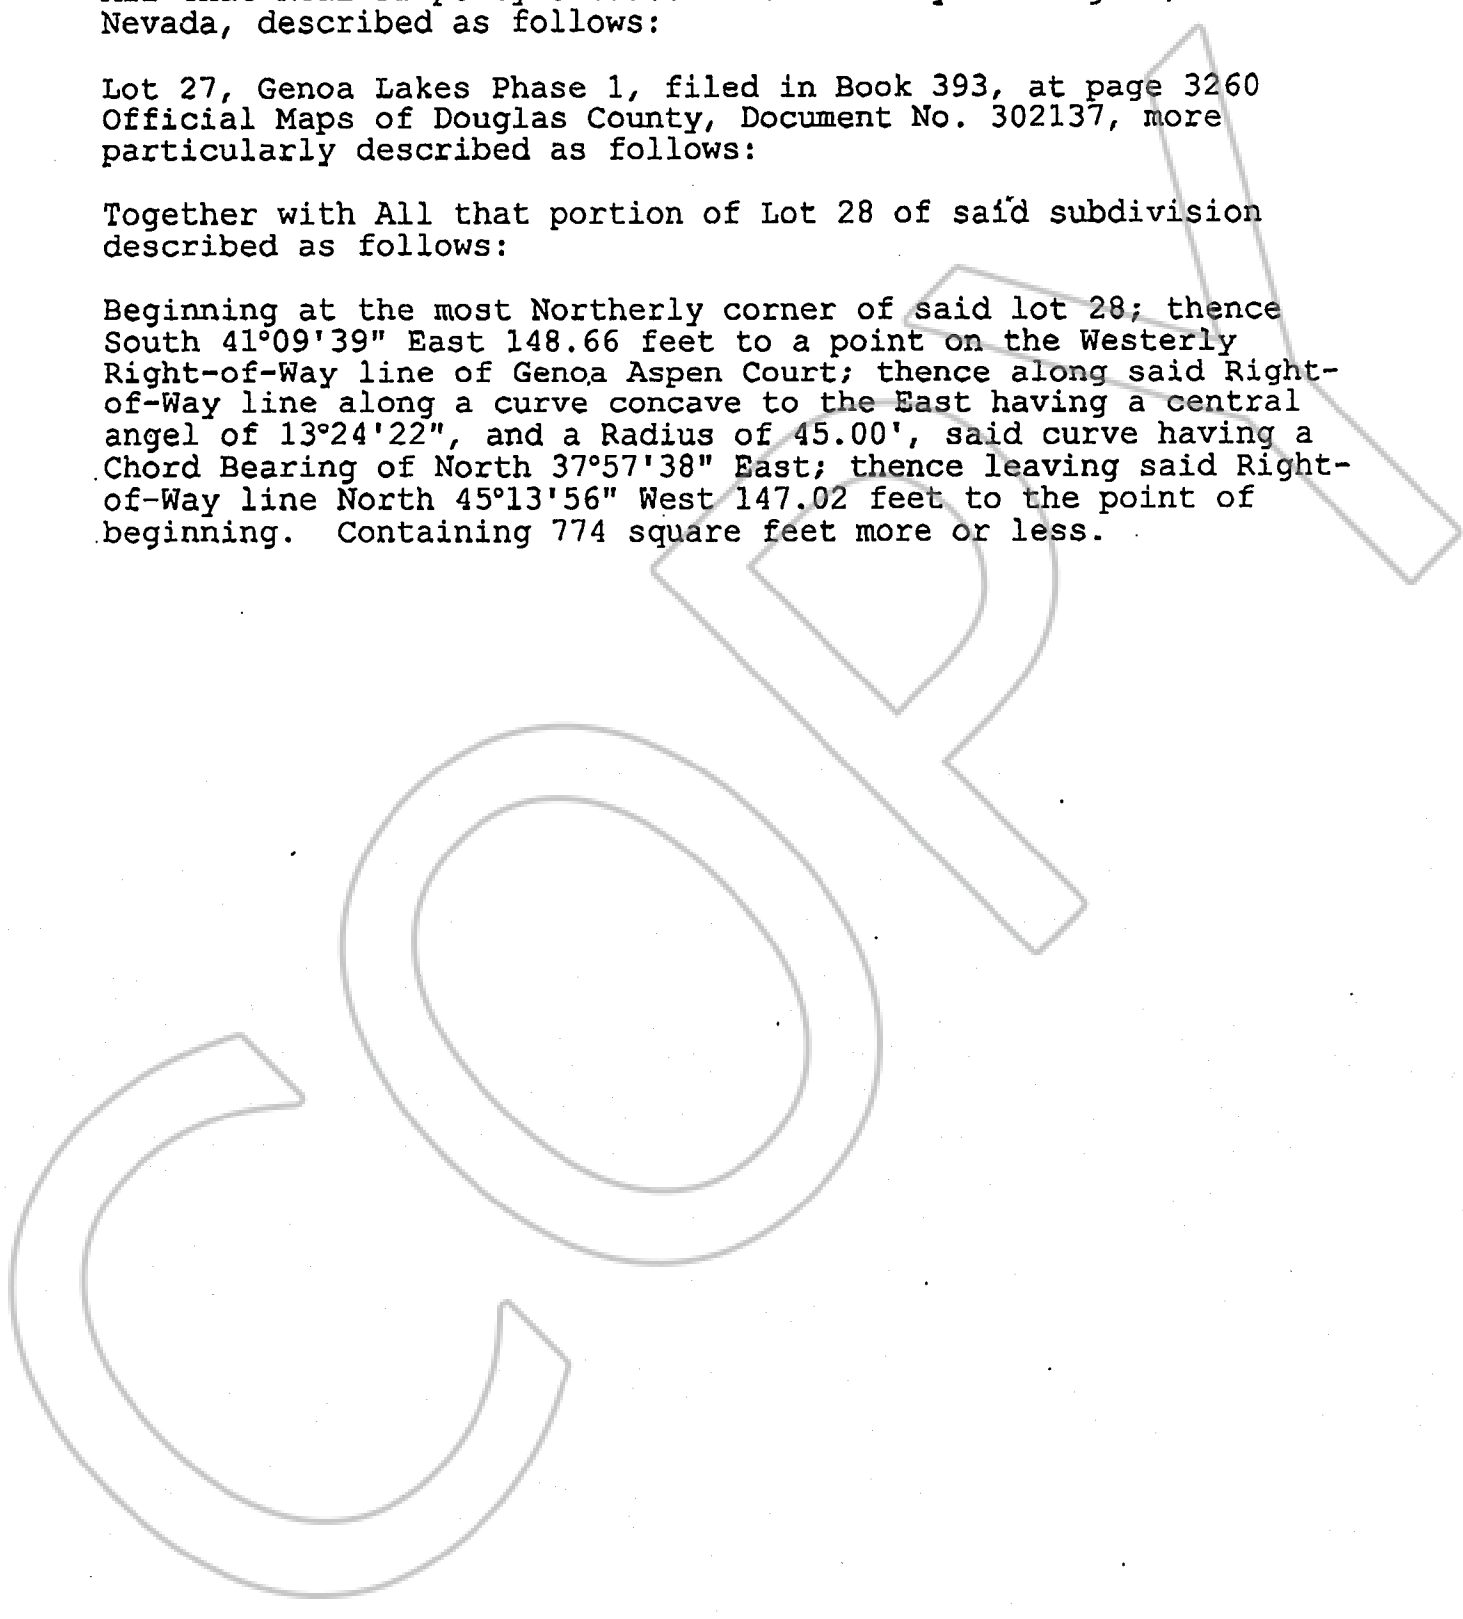 Nevada, described as follows:
Lot 27, Genoa Lakes Phase 1, filed in Book 393, at page 3260
Official Maps of Douglas County, Document No. 302137, more
particularly described as follows:
Together with All that portion of Lot 28 of said subdivision
described as follows:
Beginning at the most Northerly corner of said lot 28; thence
South 41°09'39" East 148.66 feet to a point on the Westerly
Right-of-Way line of Genoa Aspen Court; thence along said Right-
of-Way line along a curve concave to the East having a central
angel of 13°24'22", and a Radius of 45.00', said curve having a
Chord Bearing of North 37°57'38" East; thence leaving said Right-
of-Way line North 45°13'56" West 147.02 feet to the point of
beginning.  Containing 774 square feet more or less.
COPY